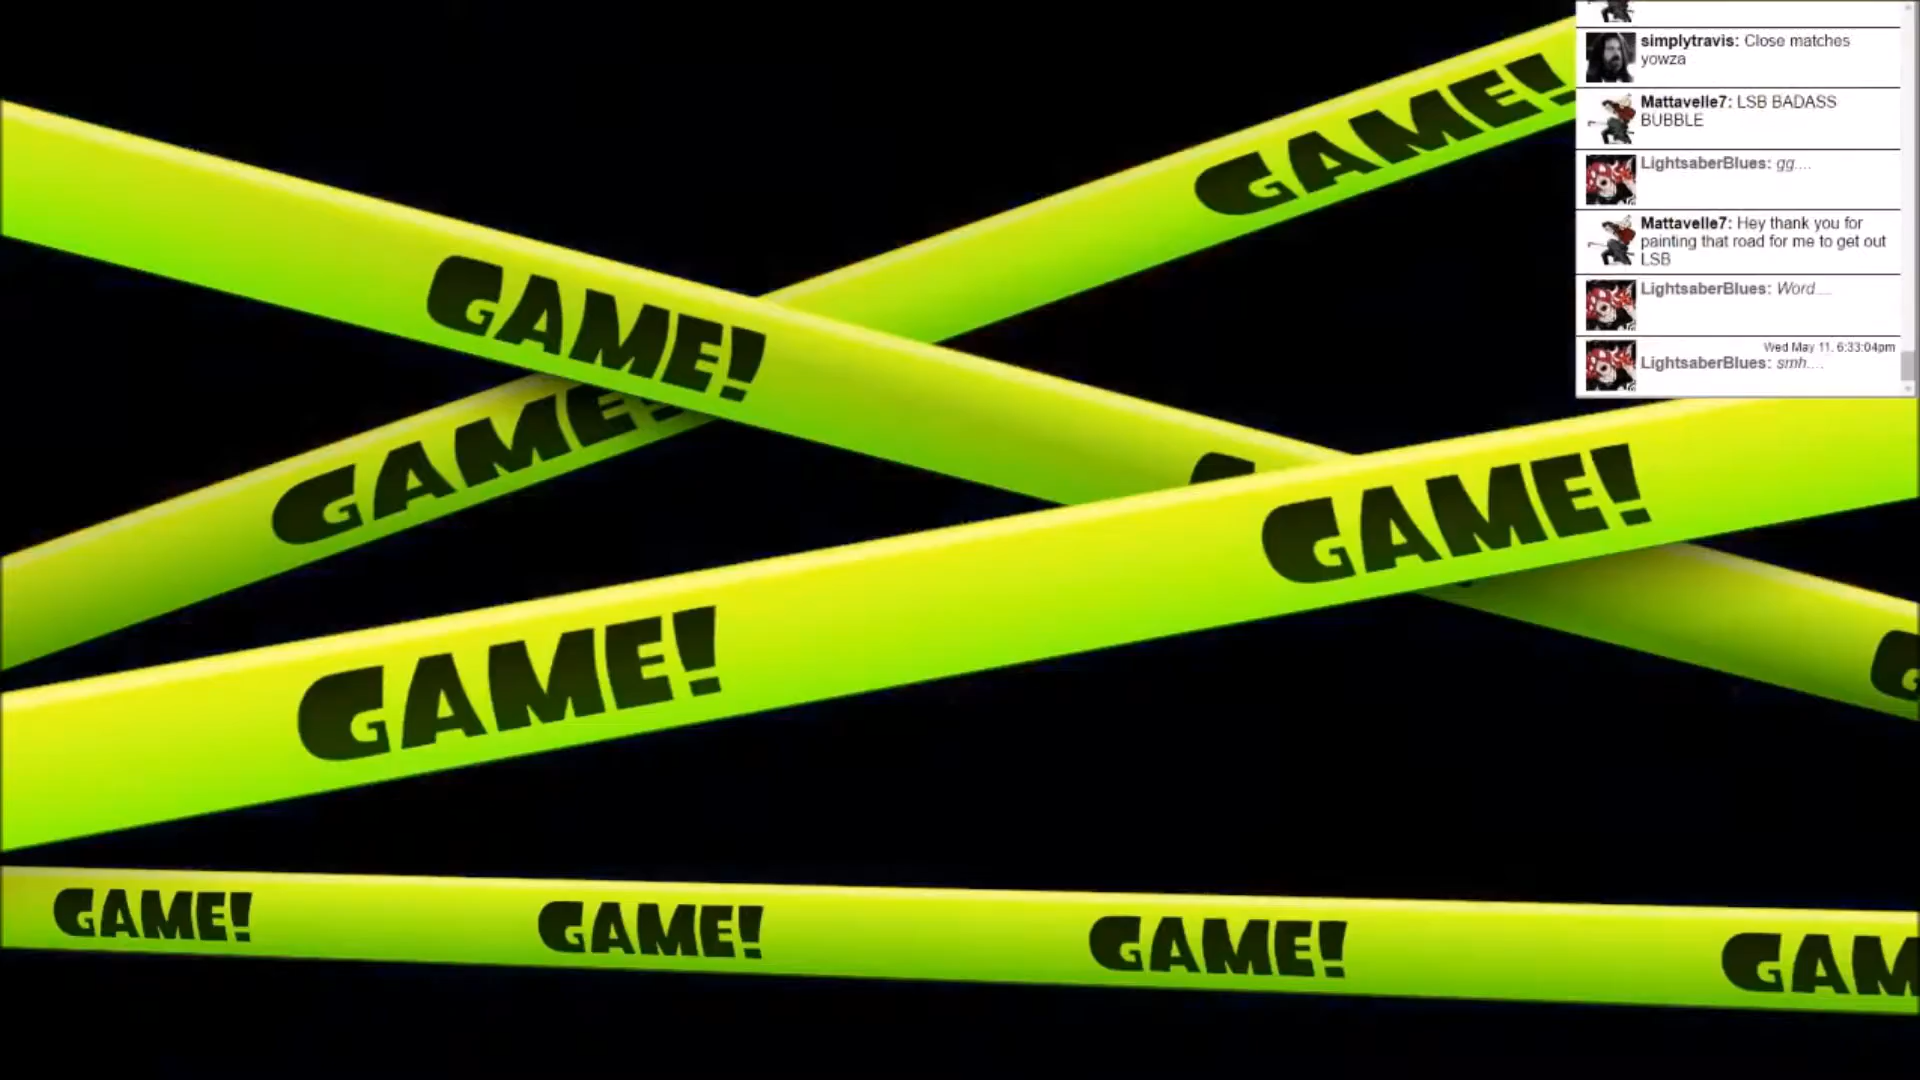 simplytravis: Close matches
yowza
Mattavelle7: LSB BADASS
BUBBLE
LightsaberBlues: gg....
Mattavelle7: Hey thank you for
painting that road for me to get out
LSB
LightsaberBlues: Word....
Wed May 11, 6:33:04pm
LightsaberBlues: smh....
GAME!
GAME!
GAME!
GAME!
GAME!
GAME!
GAME!
GAME!
GAM